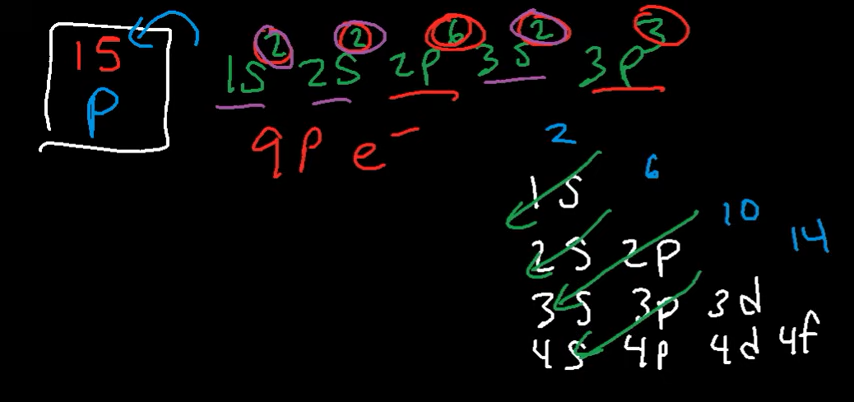 15
P
1s² 2s² 2p⁶ 3s² 3p³
9 p e⁻
2
6
1s
10
14
2s 2p
3s 3p 3d
4s 4p 4d 4f